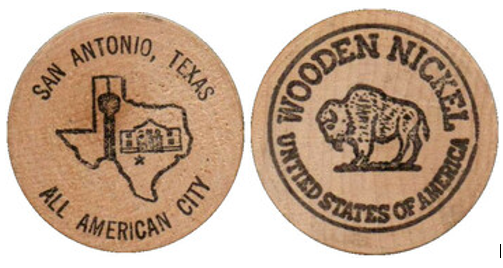 SAN ANTONIO, TEXAS
ALL AMERICAN CITY
WOODEN NICKEL
UNITED STATES OF AMERICA